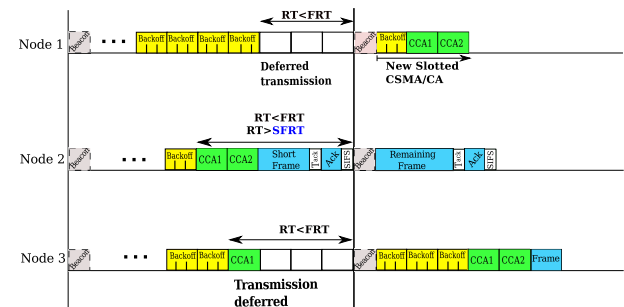 RT<FRT
Node 1
Beacon
...
Backoff Backoff Backoff Backoff
Beacon
Backoff
CCA1
CCA2
Deferred
transmission
New Slotted
CSMA/CA
RT<FRT
RT>SFRT
Node 2
Beacon
...
Backoff
CCA1
CCA2
Short
Frame
Tack
Ack
SIFS
Beacon
Remaining
Frame
Tack
Ack
SIFS
RT<FRT
Node 3
Beacon
...
Backoff Backoff
CCA1
Beacon
Backoff Backoff Backoff
CCA1
CCA2
Frame
Transmission
deferred